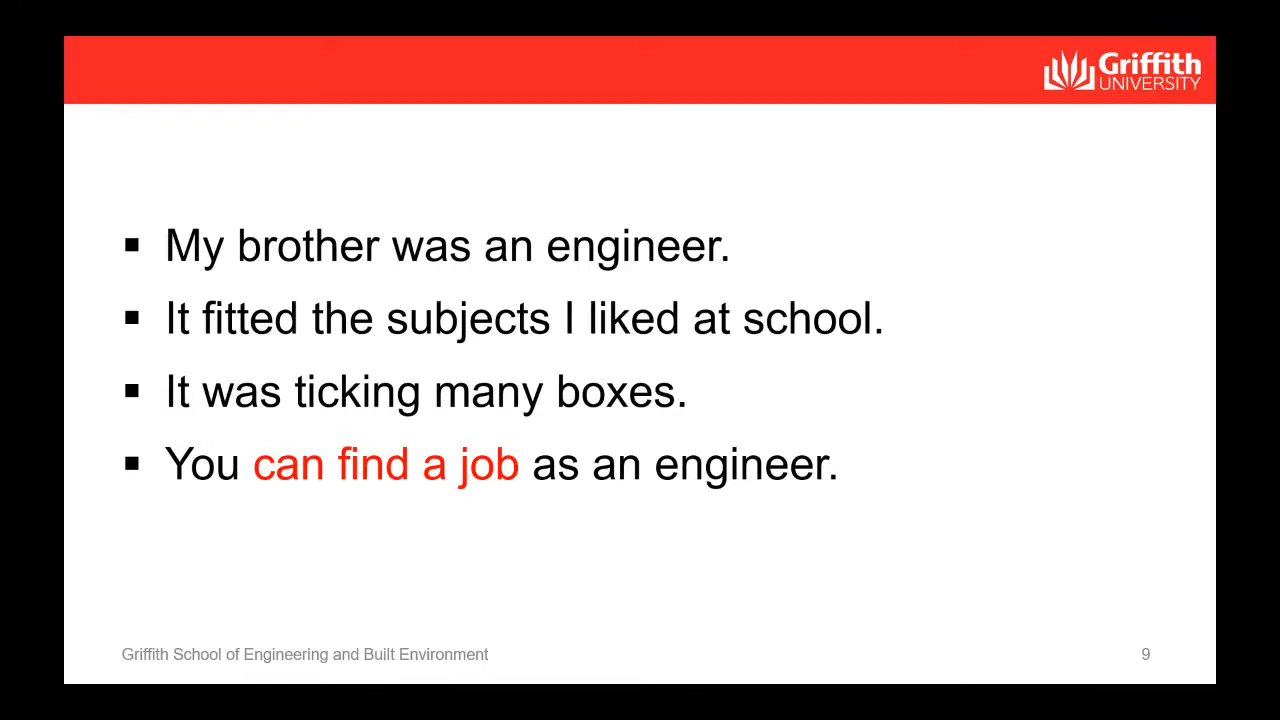 Griffith
UNIVERSITY
My brother was an engineer.
It fitted the subjects I liked at school.
It was ticking many boxes.
You can find a job as an engineer.
Griffith School of Engineering and Built Environment
9